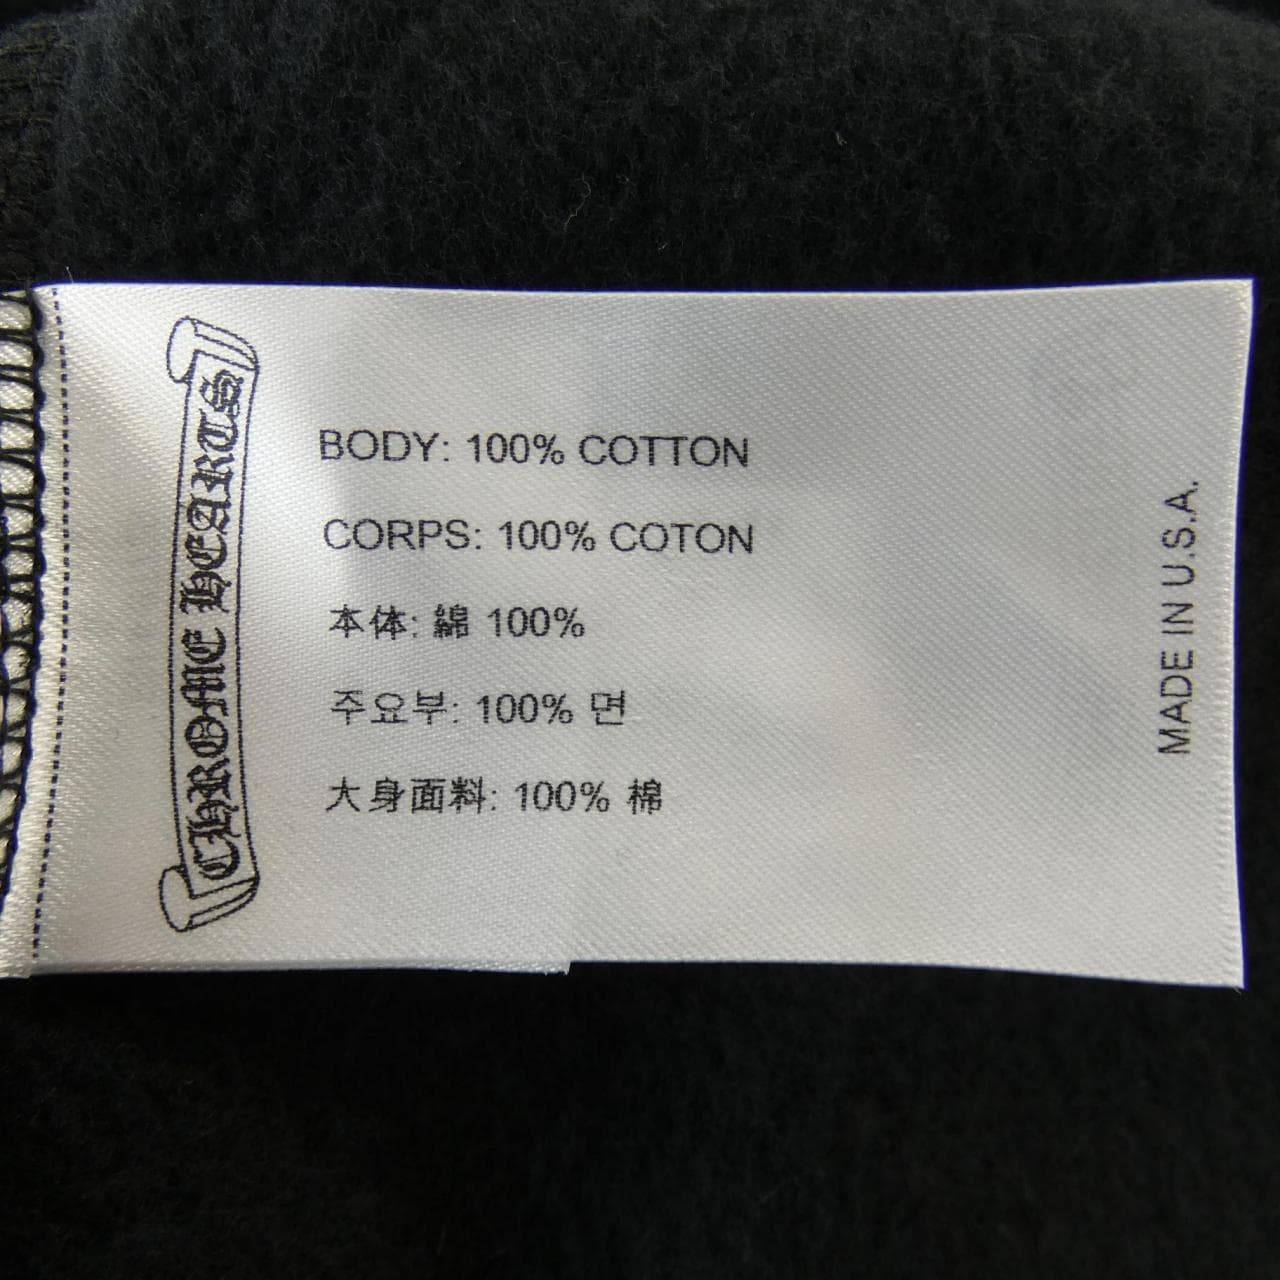 CHROME HEARTS
BODY: 100% COTTON
CORPS: 100% COTON
本体: 綿 100%
주요부: 100% 면
大身面料: 100% 棉
MADE IN U.S.A.